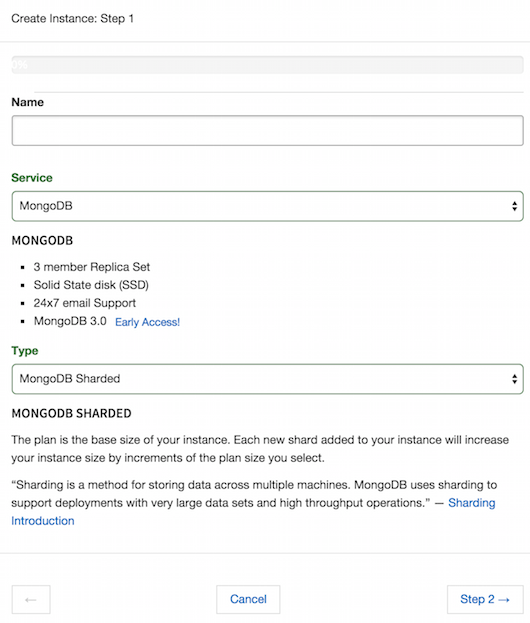 Create Instance: Step 1
0%
Name
Service
MongoDB
MONGODB
3 member Replica Set
Solid State disk (SSD)
24x7 email Support
MongoDB 3.0 Early Access!
Type
MongoDB Sharded
MONGODB SHARDED
The plan is the base size of your instance. Each new shard added to your instance will increase
your instance size by increments of the plan size you select.
“Sharding is a method for storing data across multiple machines. MongoDB uses sharding to
support deployments with very large data sets and high throughput operations.” — Sharding
Introduction
← Cancel Step 2 →